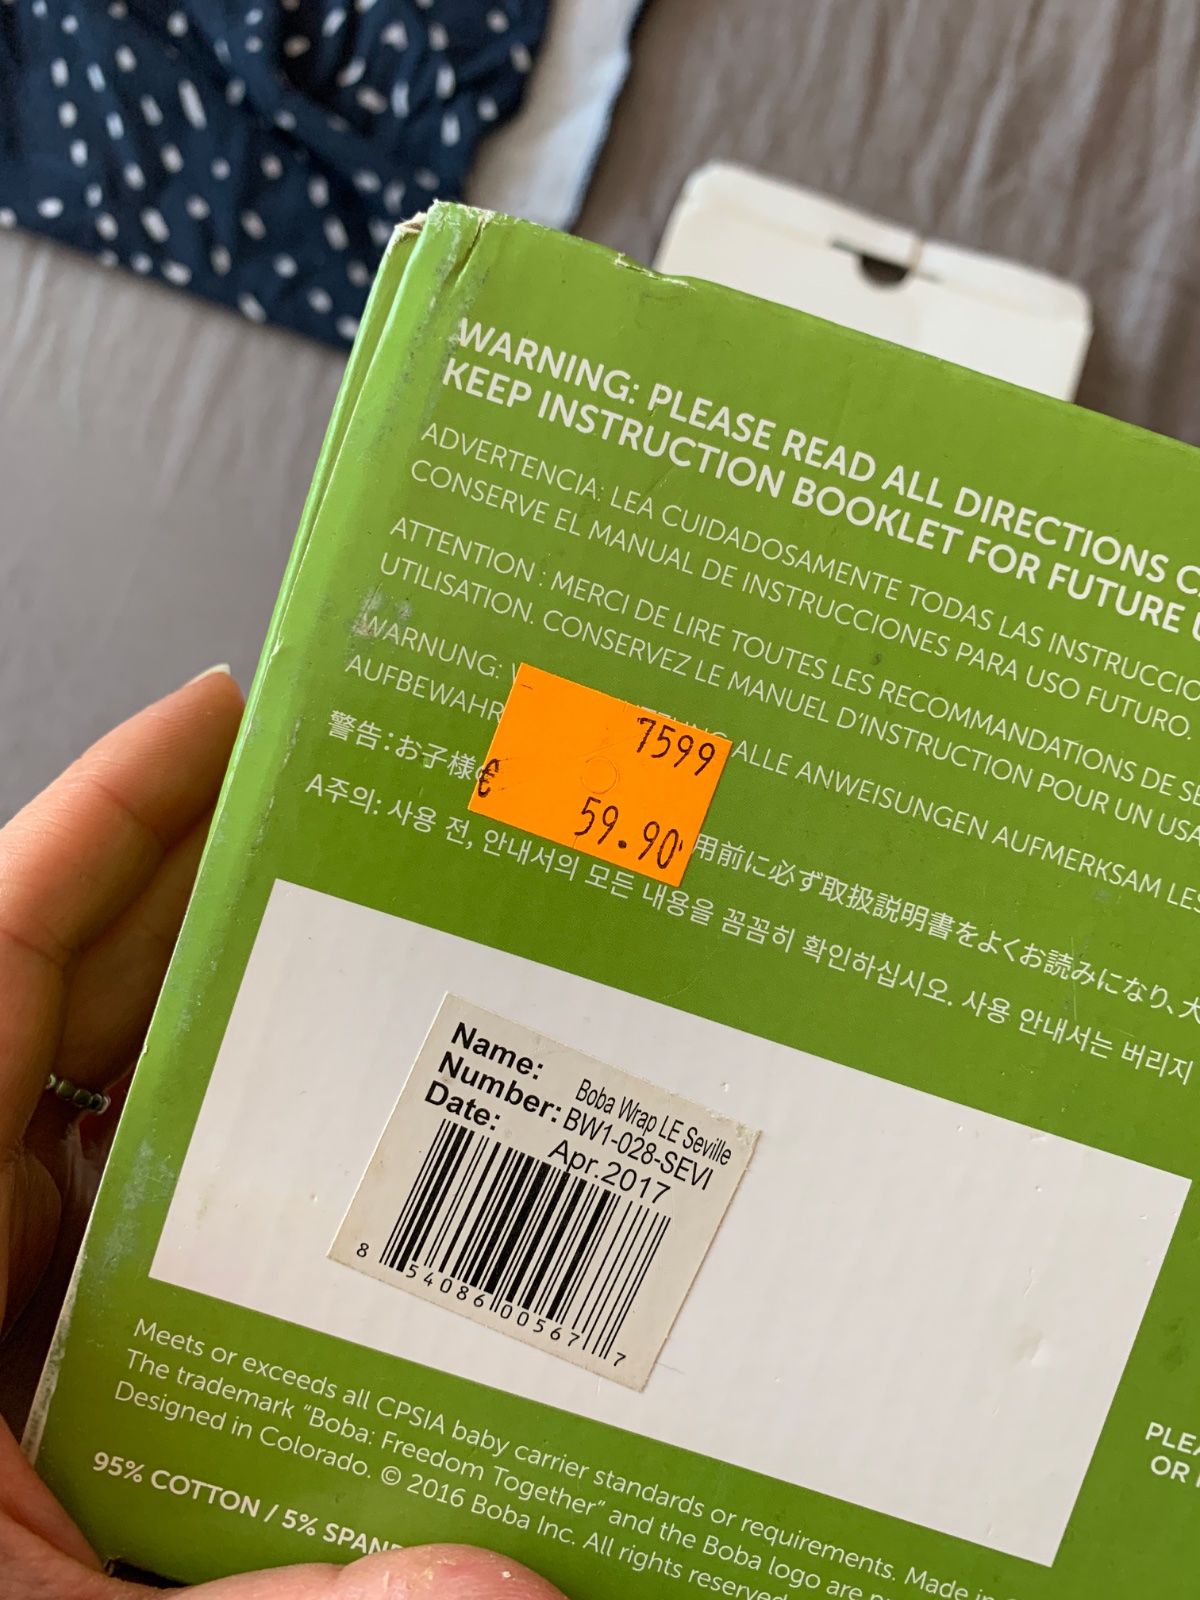 WARNING: PLEASE READ ALL DIRECTIONS
KEEP INSTRUCTION BOOKLET FOR FUTURE
ADVERTENCIA: LEA CUIDADOSAMENTE TODAS LAS
CONSERVE EL MANUAL DE INSTRUCCIONES PARA USO FUTURO.
ATTENTION : MERCI DE LIRE TOUTES LES RECOMMANDATIONS DE
UTILISATION. CONSERVEZ LE MANUEL D'INSTRUCTION POUR UN
WARNUNG: ALLE ANWEISUNGEN AUFMERKSAM
7599
€ 59.90
警告:お子様 用前に必ず取扱説明書をよくお読みになり、大
A주의: 사용 전, 안내서의 모든 내용을 꼼꼼히 확인하십시오. 사용 안내서는 버리지
Name: Boba Wrap LE Seville
Number: BW1-028-SEVI
Date: Apr.2017
8 54086 00567 7
Meets or exceeds all CPSIA baby carrier standards or requirements. Made
The trademark "Boba: Freedom Together" and the Boba logo are
Designed in Colorado. © 2016 Boba Inc. All rights reserved
95% COTTON / 5%
OR